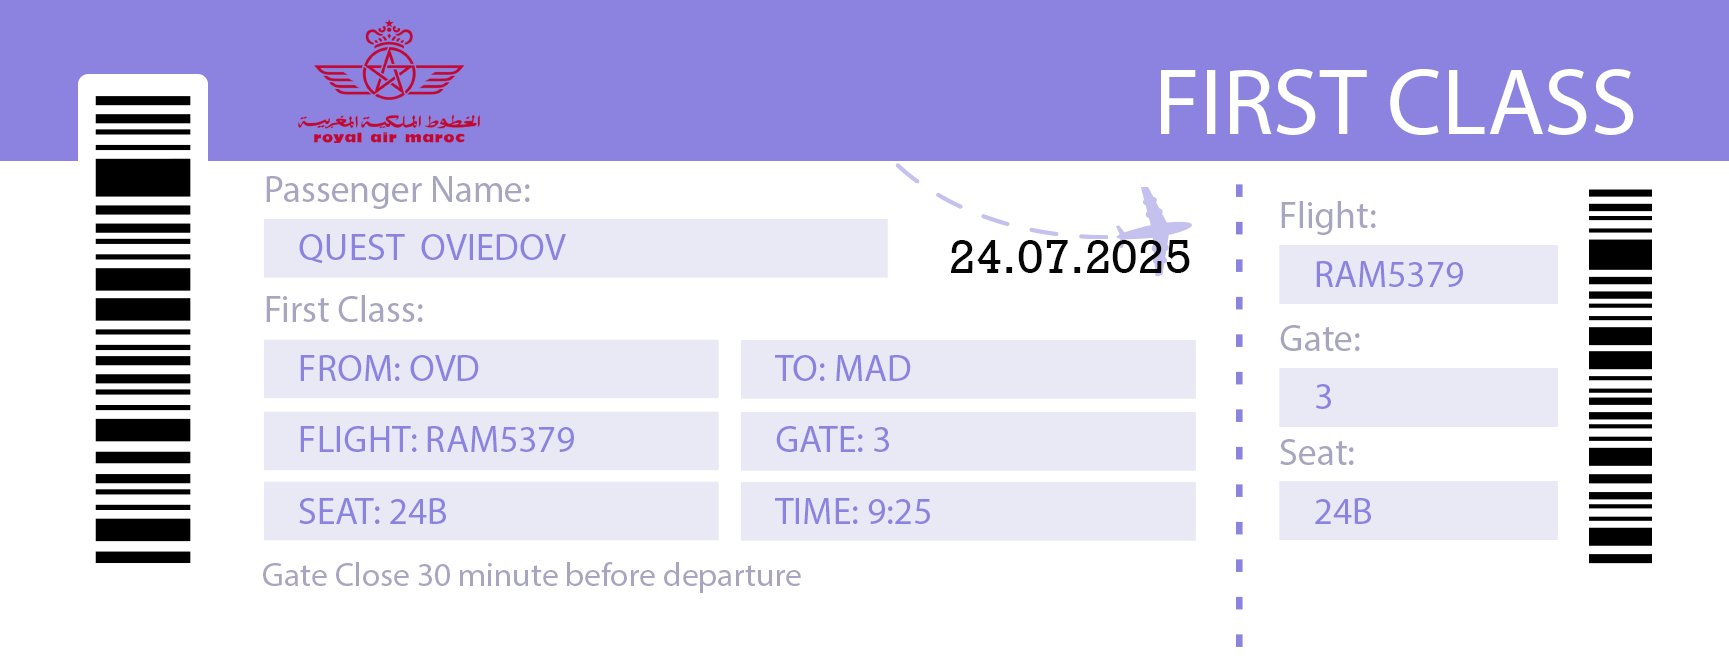 الخطوط الملكية المغربية
royal air maroc
FIRST CLASS
Passenger Name:
QUEST OVIEDOV
24.07.2025
First Class:
FROM: OVD
TO: MAD
FLIGHT: RAM5379
GATE: 3
SEAT: 24B
TIME: 9:25
Gate Close 30 minute before departure
Flight:
RAM5379
Gate:
3
Seat:
24B